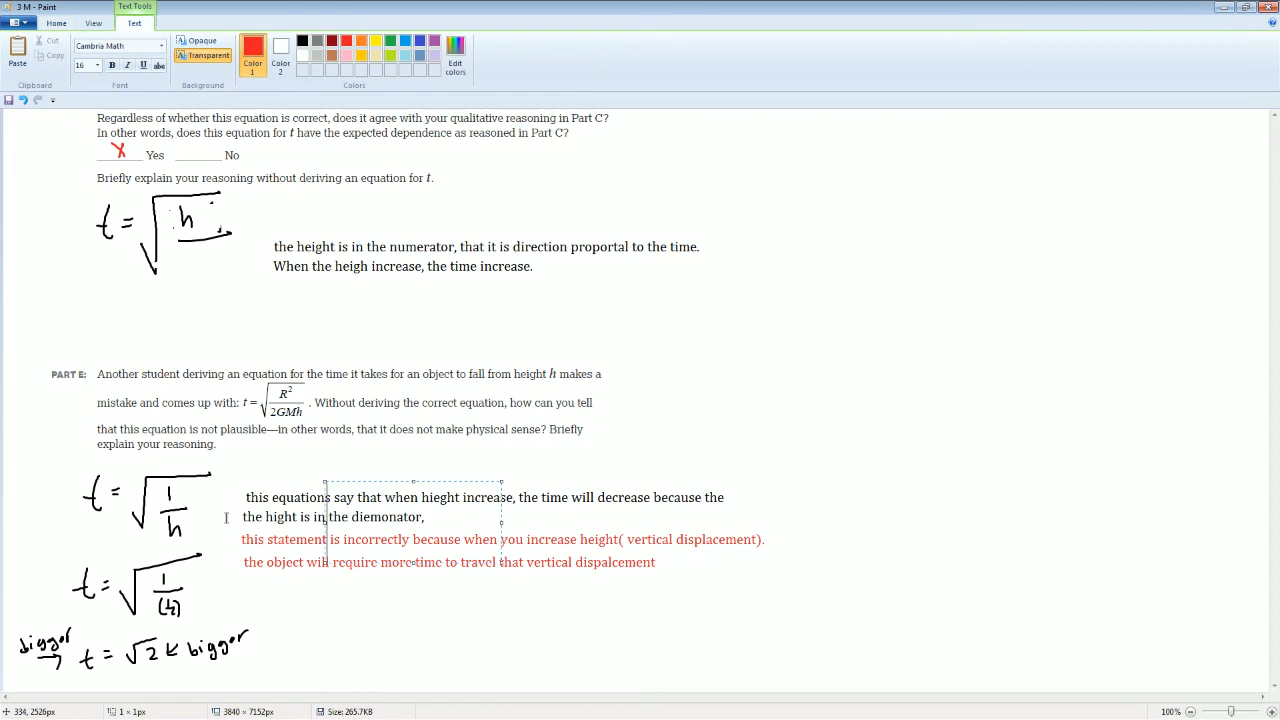 3 M - Paint
Text Tools
Home View Text
Paste
Cut
Copy
Clipboard
Cambria Math
16 B I U abc
Font
Opaque
Transparent
Background
Color 1
Color 2
Edit colors
Colors
Regardless of whether this equation is correct, does it agree with your qualitative reasoning in Part C?
In other words, does this equation for t have the expected dependence as reasoned in Part C?
X Yes ______ No
Briefly explain your reasoning without deriving an equation for t.
t = √h
the height is in the numerator, that it is direction proportal to the time.
When the heigh increase, the time increase.
PART E: Another student deriving an equation for the time it takes for an object to fall from height h makes a
mistake and comes up with: t = √(R²/2GMh). Without deriving the correct equation, how can you tell
that this equation is not plausible—in other words, that it does not make physical sense? Briefly
explain your reasoning.
t = √(1/h)
this equations say that when hieght increase, the time will decrease because the
the hight is in the diemonator,
this statement is incorrectly because when you increase height( vertical displacement).
the object will require more time to travel that vertical dispalcement
bigger t = √2 ← bigger
334, 2526px
1 × 1px
3840 × 7152px
Size: 265.7KB
100%